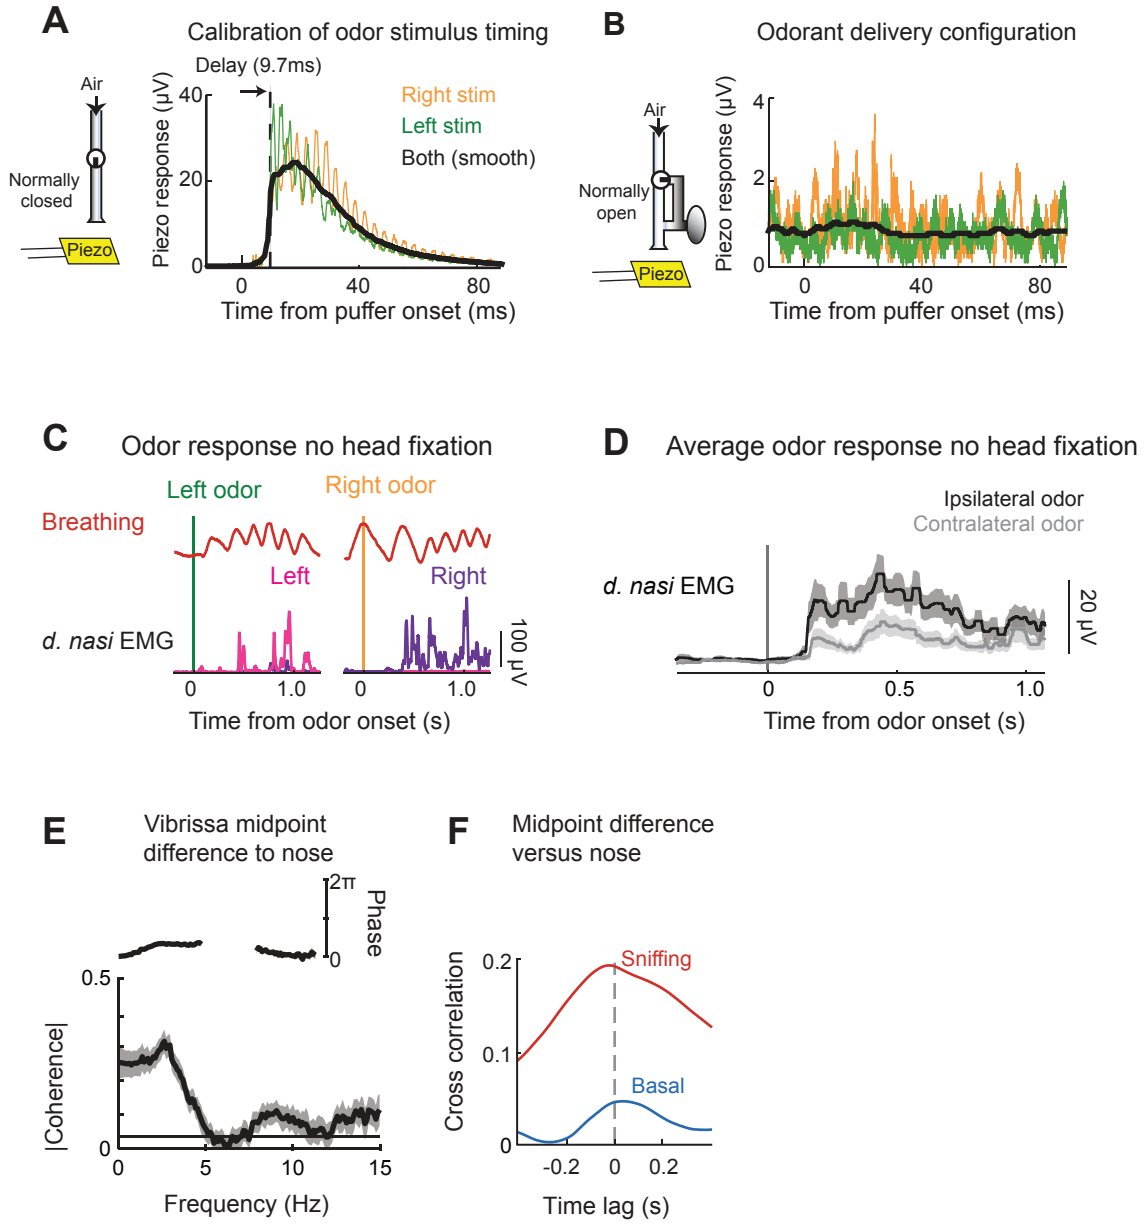 A
Calibration of odor stimulus timing
Delay (9.7ms)
Air
Normally
closed
Piezo
Piezo response (µV)
40
20
0
Right stim
Left stim
Both (smooth)
0
40
80
Time from puffer onset (ms)
B
Odorant delivery configuration
Air
Normally
open
Piezo
Piezo response (µV)
4
2
0
0
40
80
Time from puffer onset (ms)
C
Odor response no head fixation
Left odor
Right odor
Breathing
Left
Right
d. nasi EMG
100 µV
0
1.0
0
1.0
Time from odor onset (s)
D
Average odor response no head fixation
Ipsilateral odor
Contralateral odor
d. nasi EMG
20 µV
0
0.5
1.0
Time from odor onset (s)
E
Vibrissa midpoint
difference to nose
2π
0
Phase
0.5
0
|Coherence|
0
5
10
15
Frequency (Hz)
F
Midpoint difference
versus nose
Cross correlation
0.2
0.1
0
Sniffing
Basal
-0.2
0
0.2
Time lag (s)